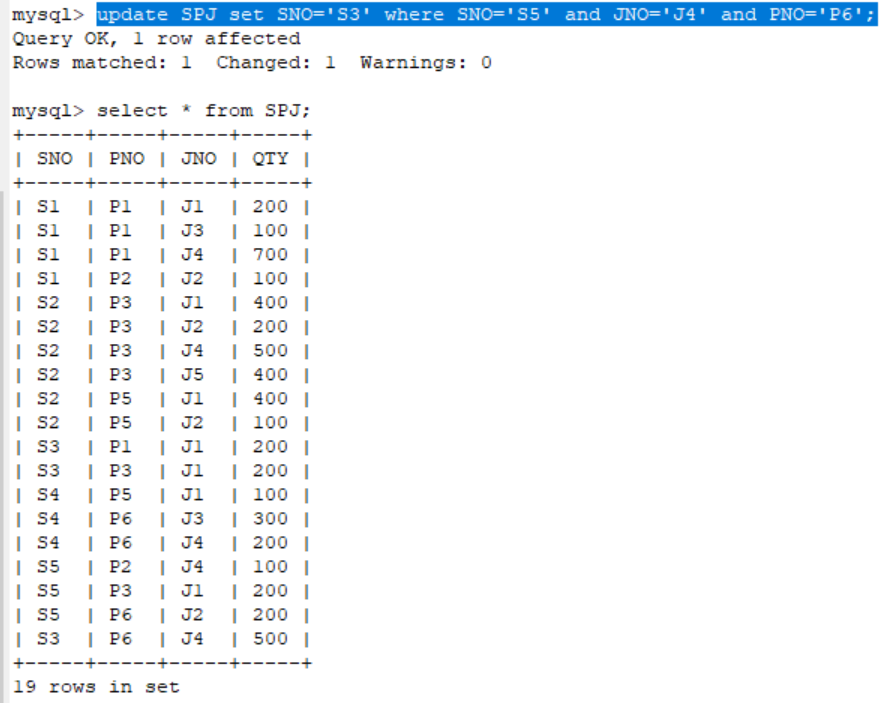 mysql> update SPJ set SNO='S3' where SNO='S5' and JNO='J4' and PNO='P6';
Query OK, 1 row affected
Rows matched: 1  Changed: 1  Warnings: 0
mysql> select * from SPJ;
+-----+-----+-----+-----+
| SNO | PNO | JNO | QTY |
+-----+-----+-----+-----+
| S1  | P1  | J1  | 200 |
| S1  | P1  | J3  | 100 |
| S1  | P1  | J4  | 700 |
| S1  | P2  | J2  | 100 |
| S2  | P3  | J1  | 400 |
| S2  | P3  | J2  | 200 |
| S2  | P3  | J4  | 500 |
| S2  | P3  | J5  | 400 |
| S2  | P5  | J1  | 400 |
| S2  | P5  | J2  | 100 |
| S3  | P1  | J1  | 200 |
| S3  | P3  | J1  | 200 |
| S4  | P5  | J1  | 100 |
| S4  | P6  | J3  | 300 |
| S4  | P6  | J4  | 200 |
| S5  | P2  | J4  | 100 |
| S5  | P3  | J1  | 200 |
| S5  | P6  | J2  | 200 |
| S3  | P6  | J4  | 500 |
+-----+-----+-----+-----+
19 rows in set